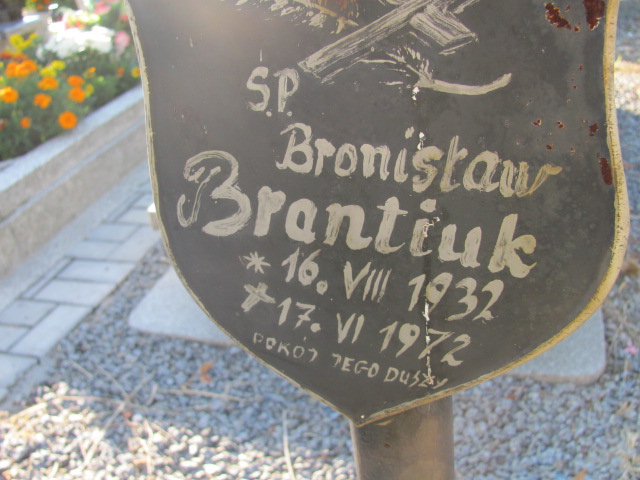 Ś.P.
Bronisław
Brantiuk
* 16. VIII 1932
✝ 17. VI 1972
POKÓJ JEGO DUSZY